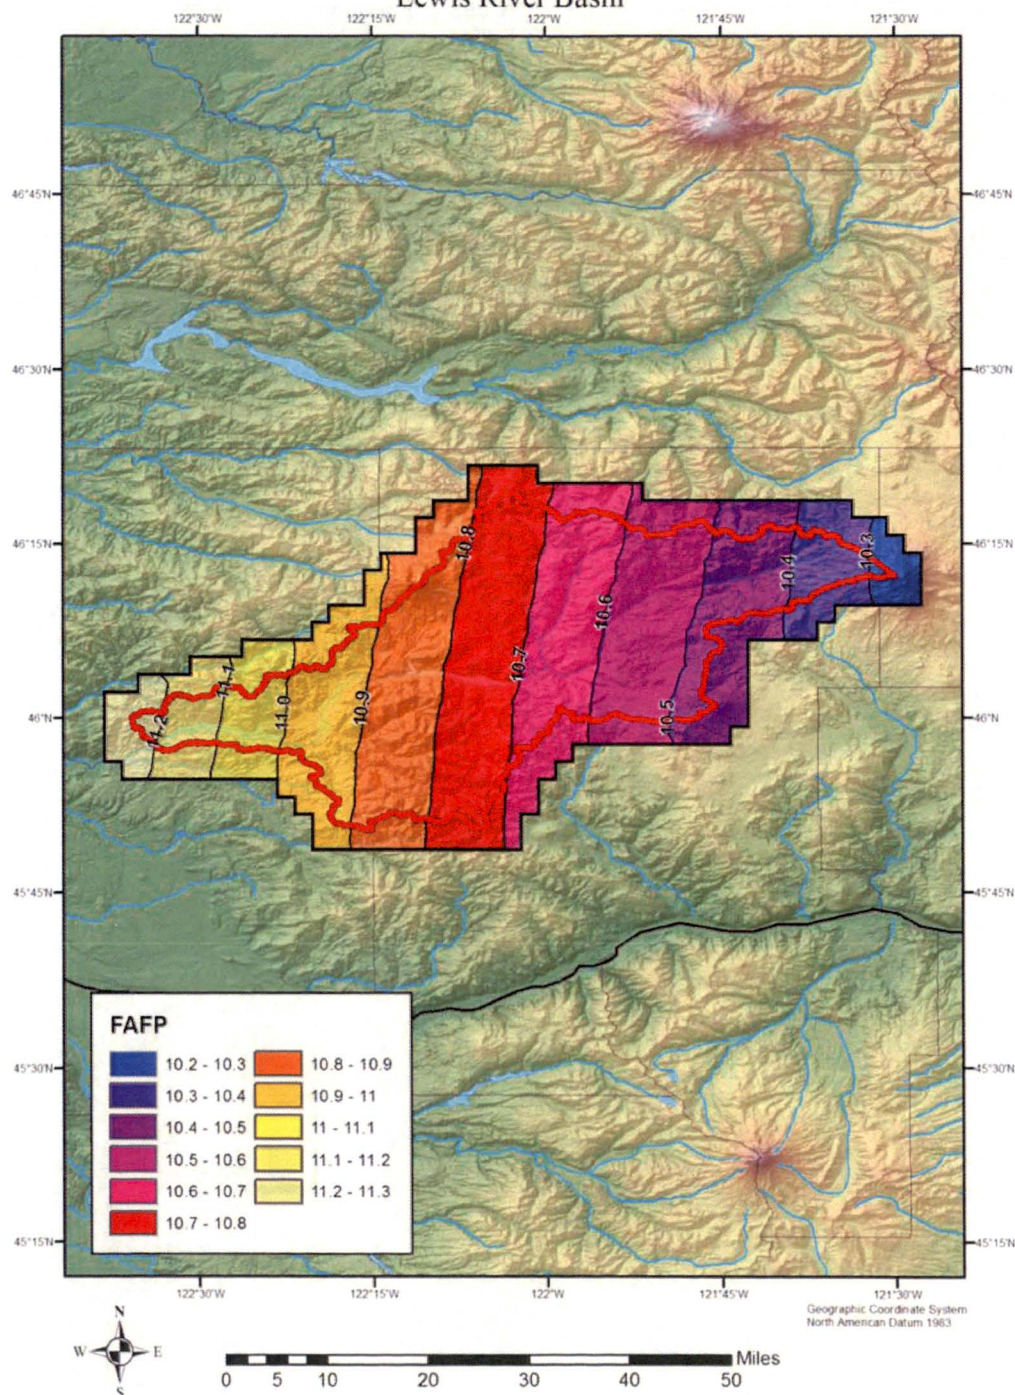 Lewis River Basin
122°30'W 122°15'W 122°W 121°45'W 121°30'W
46°45'N 46°45'N
46°30'N 46°30'N
46°15'N 46°15'N
46°N 46°N
45°45'N 45°45'N
45°30'N 45°30'N
45°15'N 45°15'N
11.2
11.1
11.0
10.9
10.8
10.7
10.6
10.5
10.4
10.3
FAFP
10.2 - 10.3
10.3 - 10.4
10.4 - 10.5
10.5 - 10.6
10.6 - 10.7
10.7 - 10.8
10.8 - 10.9
10.9 - 11
11 - 11.1
11.1 - 11.2
11.2 - 11.3
122°30'W 122°15'W 122°W 121°45'W 121°30'W
Geographic Coordinate System
North American Datum 1983
N
W E
S
Miles
0 5 10 20 30 40 50